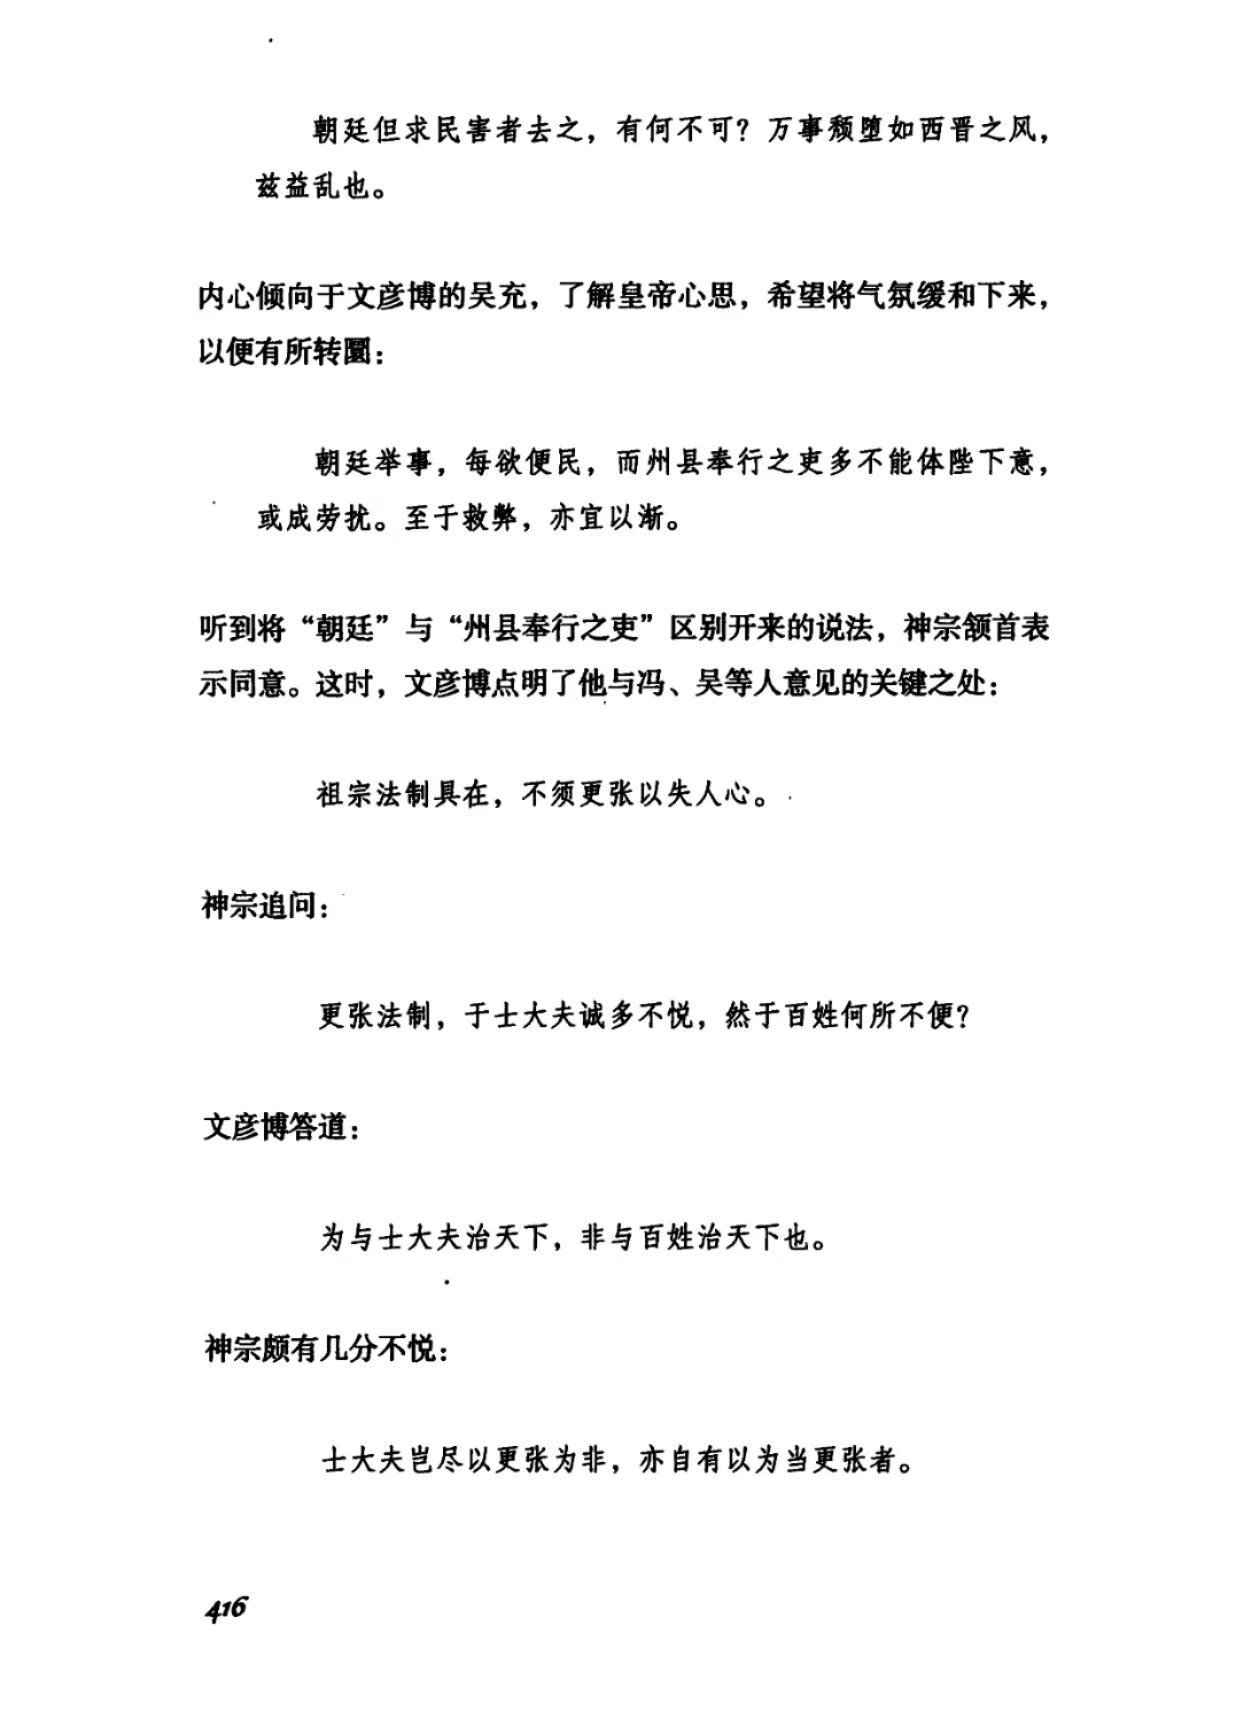 朝廷但求民害者去之，有何不可？万事颓堕如西晋之风，
兹益乱也。
内心倾向于文彦博的吴充，了解皇帝心思，希望将气氛缓和下来，
以便有所转圜：
朝廷举事，每欲便民，而州县奉行之吏多不能体陛下意，
或成劳扰。至于救弊，亦宜以渐。
听到将“朝廷”与“州县奉行之吏”区别开来的说法，神宗颔首表
示同意。这时，文彦博点明了他与冯、吴等人意见的关键之处：
祖宗法制具在，不须更张以失人心。
神宗追问：
更张法制，于士大夫诚多不悦，然于百姓何所不便？
文彦博答道：
为与士大夫治天下，非与百姓治天下也。
神宗颇有几分不悦：
士大夫岂尽以更张为非，亦自有以为当更张者。
416